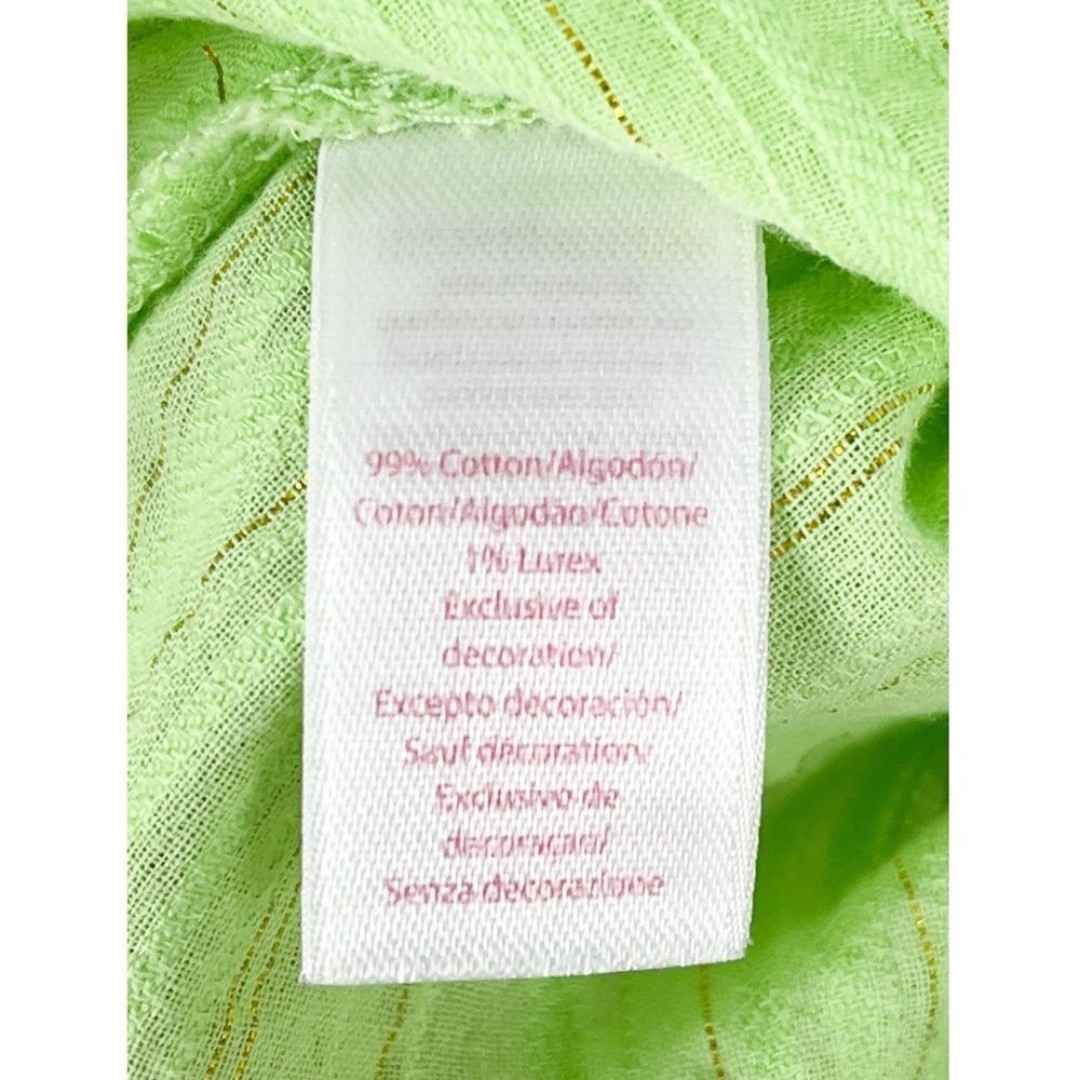 99% Cotton/Algodón/
Coton/Algodão/Cotone
1% Lurex
Exclusive of
decoration/
Excepto decoración/
Sauf décoration/
Exclusivo de
decoraçao/
Senza decorazione